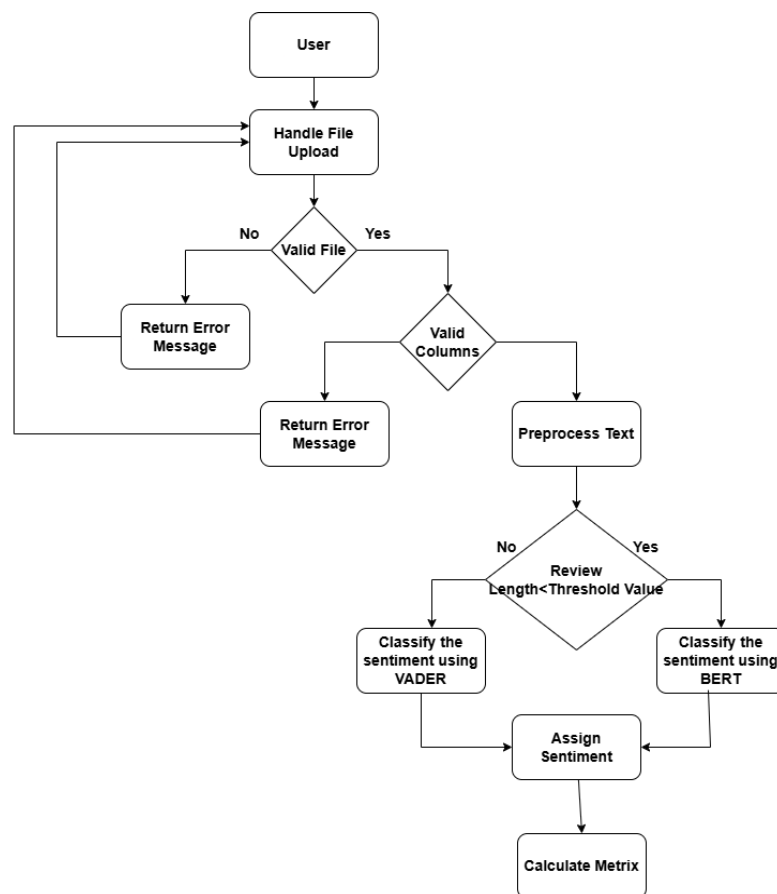 User
Handle File
Upload
No
Yes
Valid File
Return Error
Message
Valid
Columns
Return Error
Message
Preprocess Text
No
Yes
Review
Length<Threshold Value
Classify the
sentiment using
VADER
Classify the
sentiment using
BERT
Assign
Sentiment
Calculate Metrix